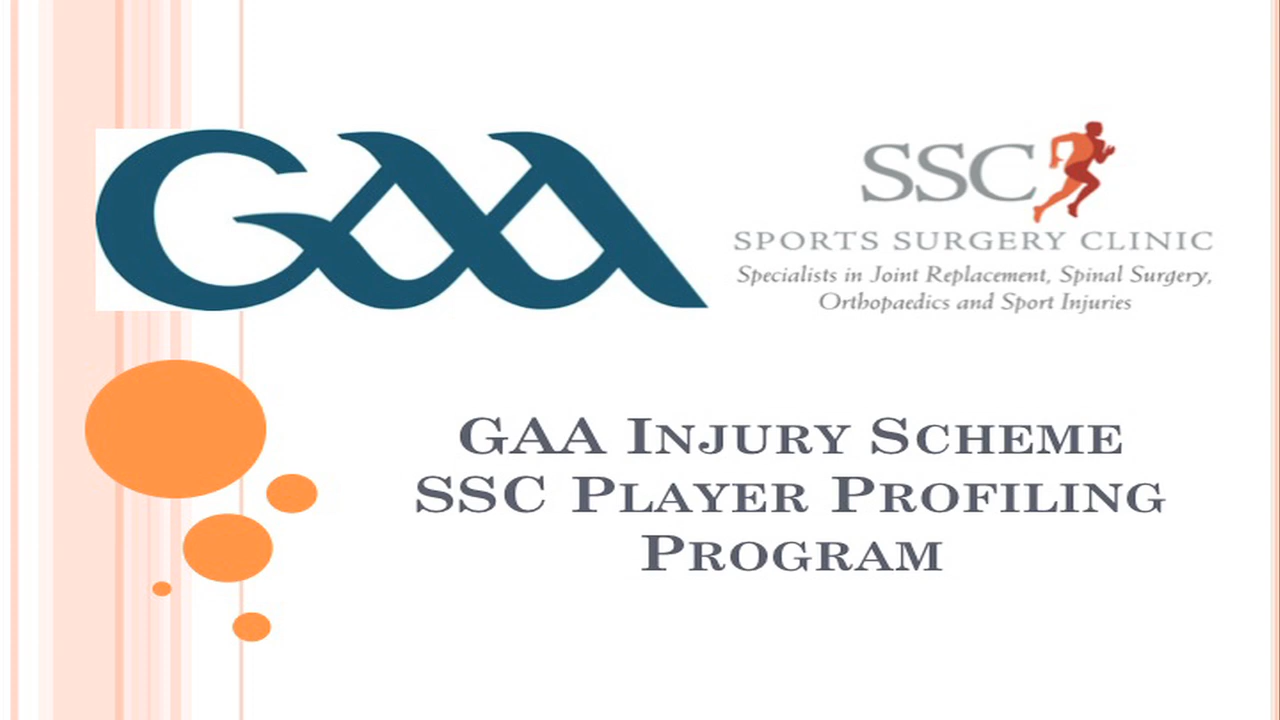 GAA
SSC
SPORTS SURGERY CLINIC
Specialists in Joint Replacement, Spinal Surgery,
Orthopaedics and Sport Injuries
GAA INJURY SCHEME
SSC PLAYER PROFILING
PROGRAM